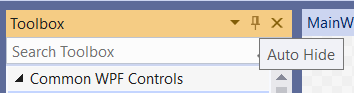 Toolbox
MainW
Search Toolbox
Auto Hide
Common WPF Controls